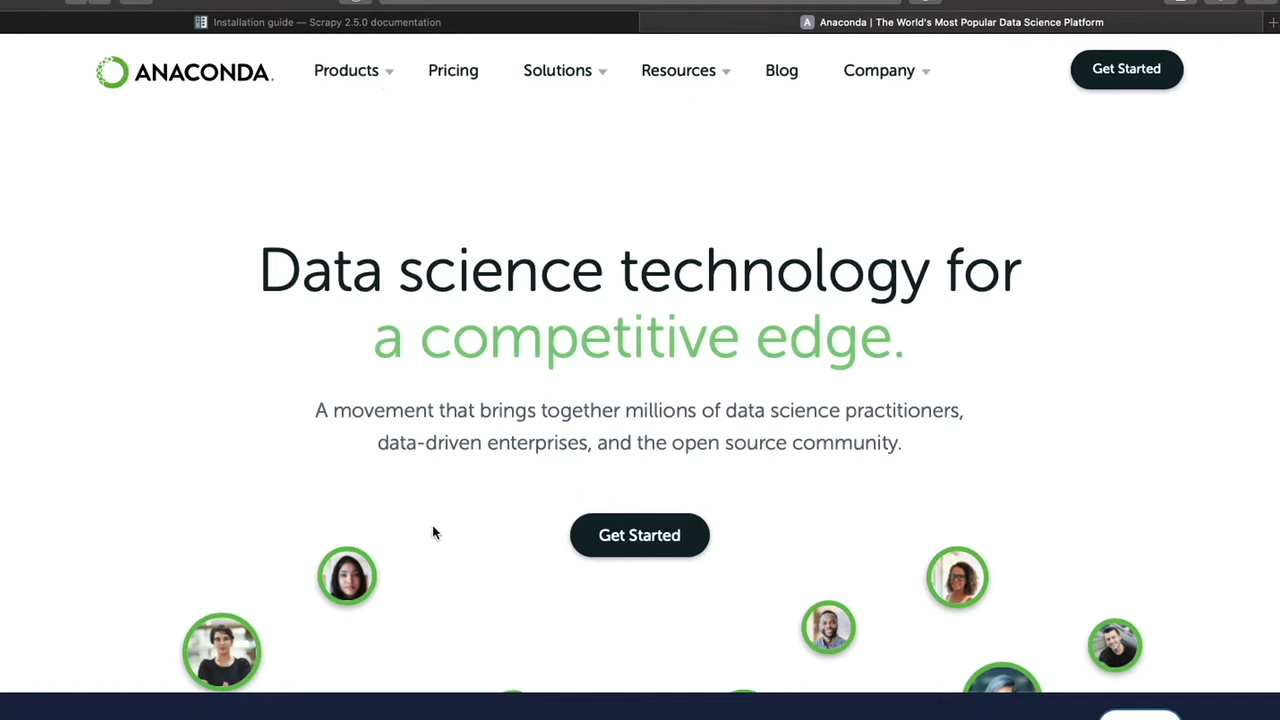 Installation guide — Scrapy 2.5.0 documentation
A Anaconda | The World's Most Popular Data Science Platform
ANACONDA.
Products
Pricing
Solutions
Resources
Blog
Company
Get Started
Data science technology for
a competitive edge.
A movement that brings together millions of data science practitioners,
data-driven enterprises, and the open source community.
Get Started